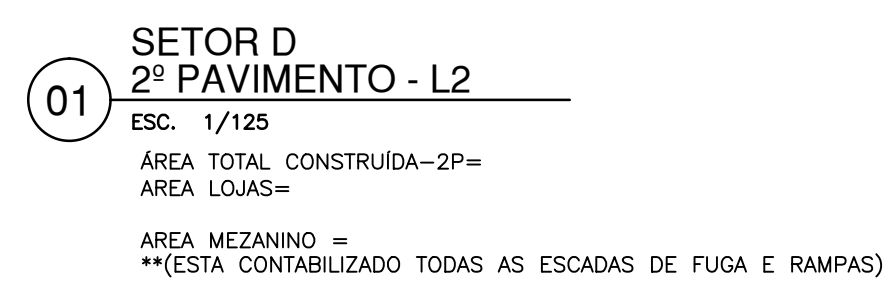 SETOR D
01
2º PAVIMENTO - L2
ESC. 1/125
ÁREA TOTAL CONSTRUÍDA-2P=
AREA LOJAS=
AREA MEZANINO =
**(ESTA CONTABILIZADO TODAS AS ESCADAS DE FUGA E RAMPAS)